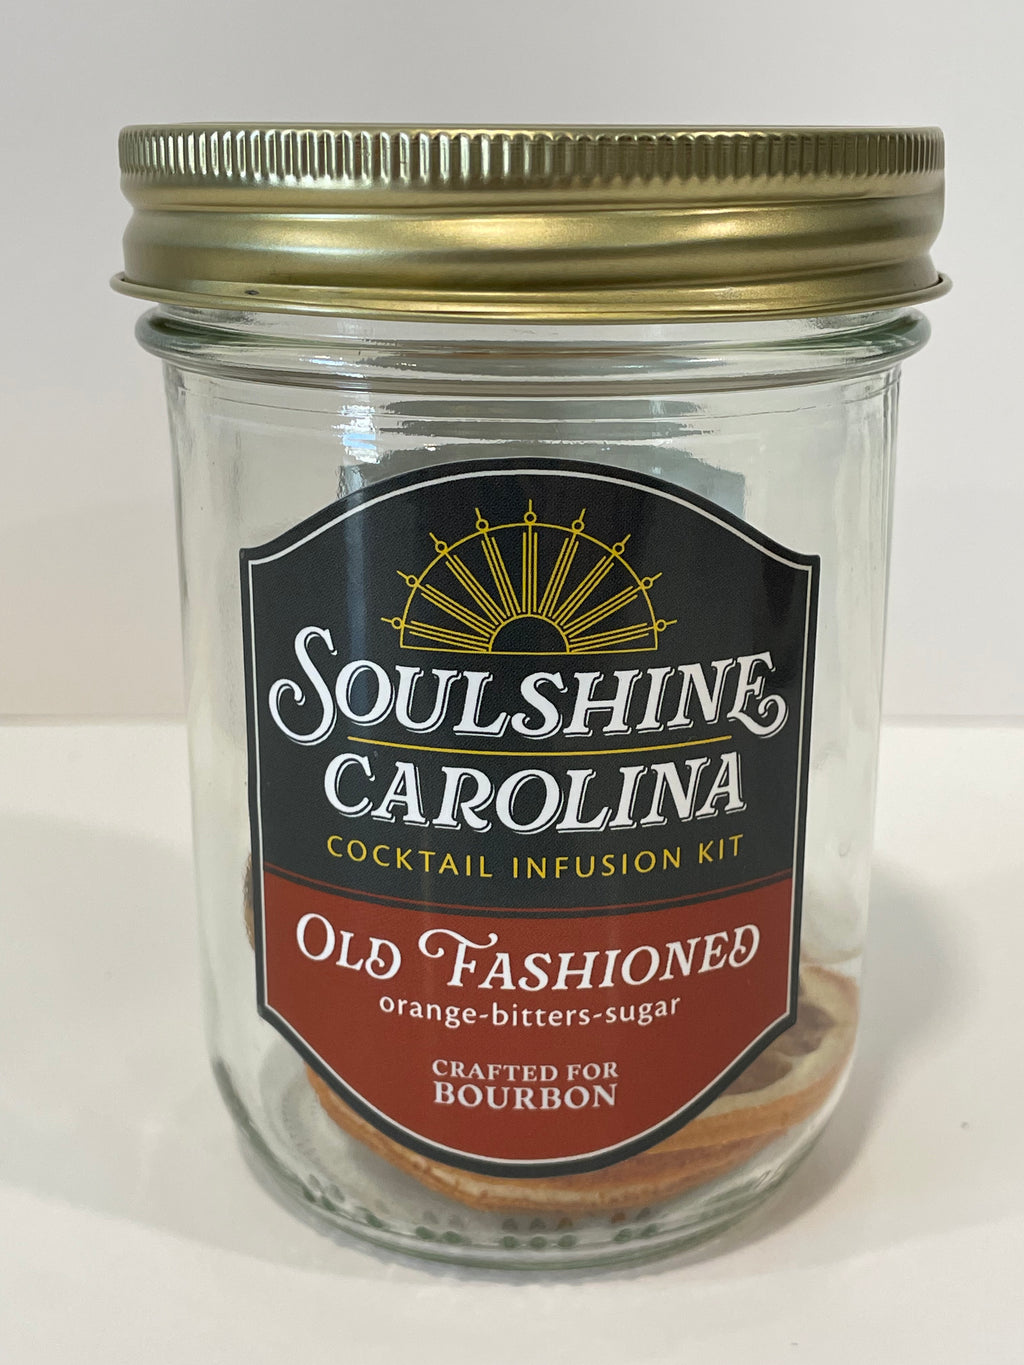 SOULSHINE
CAROLINA
COCKTAIL INFUSION KIT
OLD FASHIONED
orange-bitters-sugar
CRAFTED FOR
BOURBON